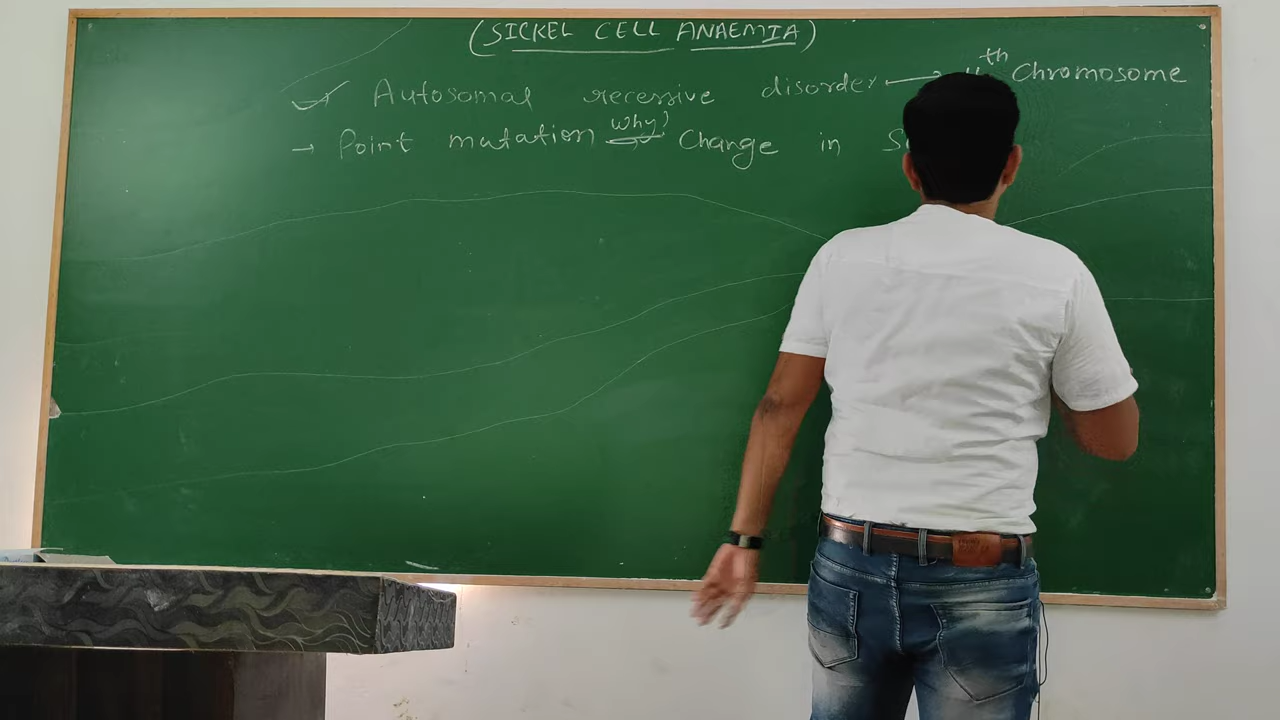 (SICKEL CELL ANAEMIA)
Autosomal recessive disorder → th Chromosome
→ Point mutation Why? → Change in